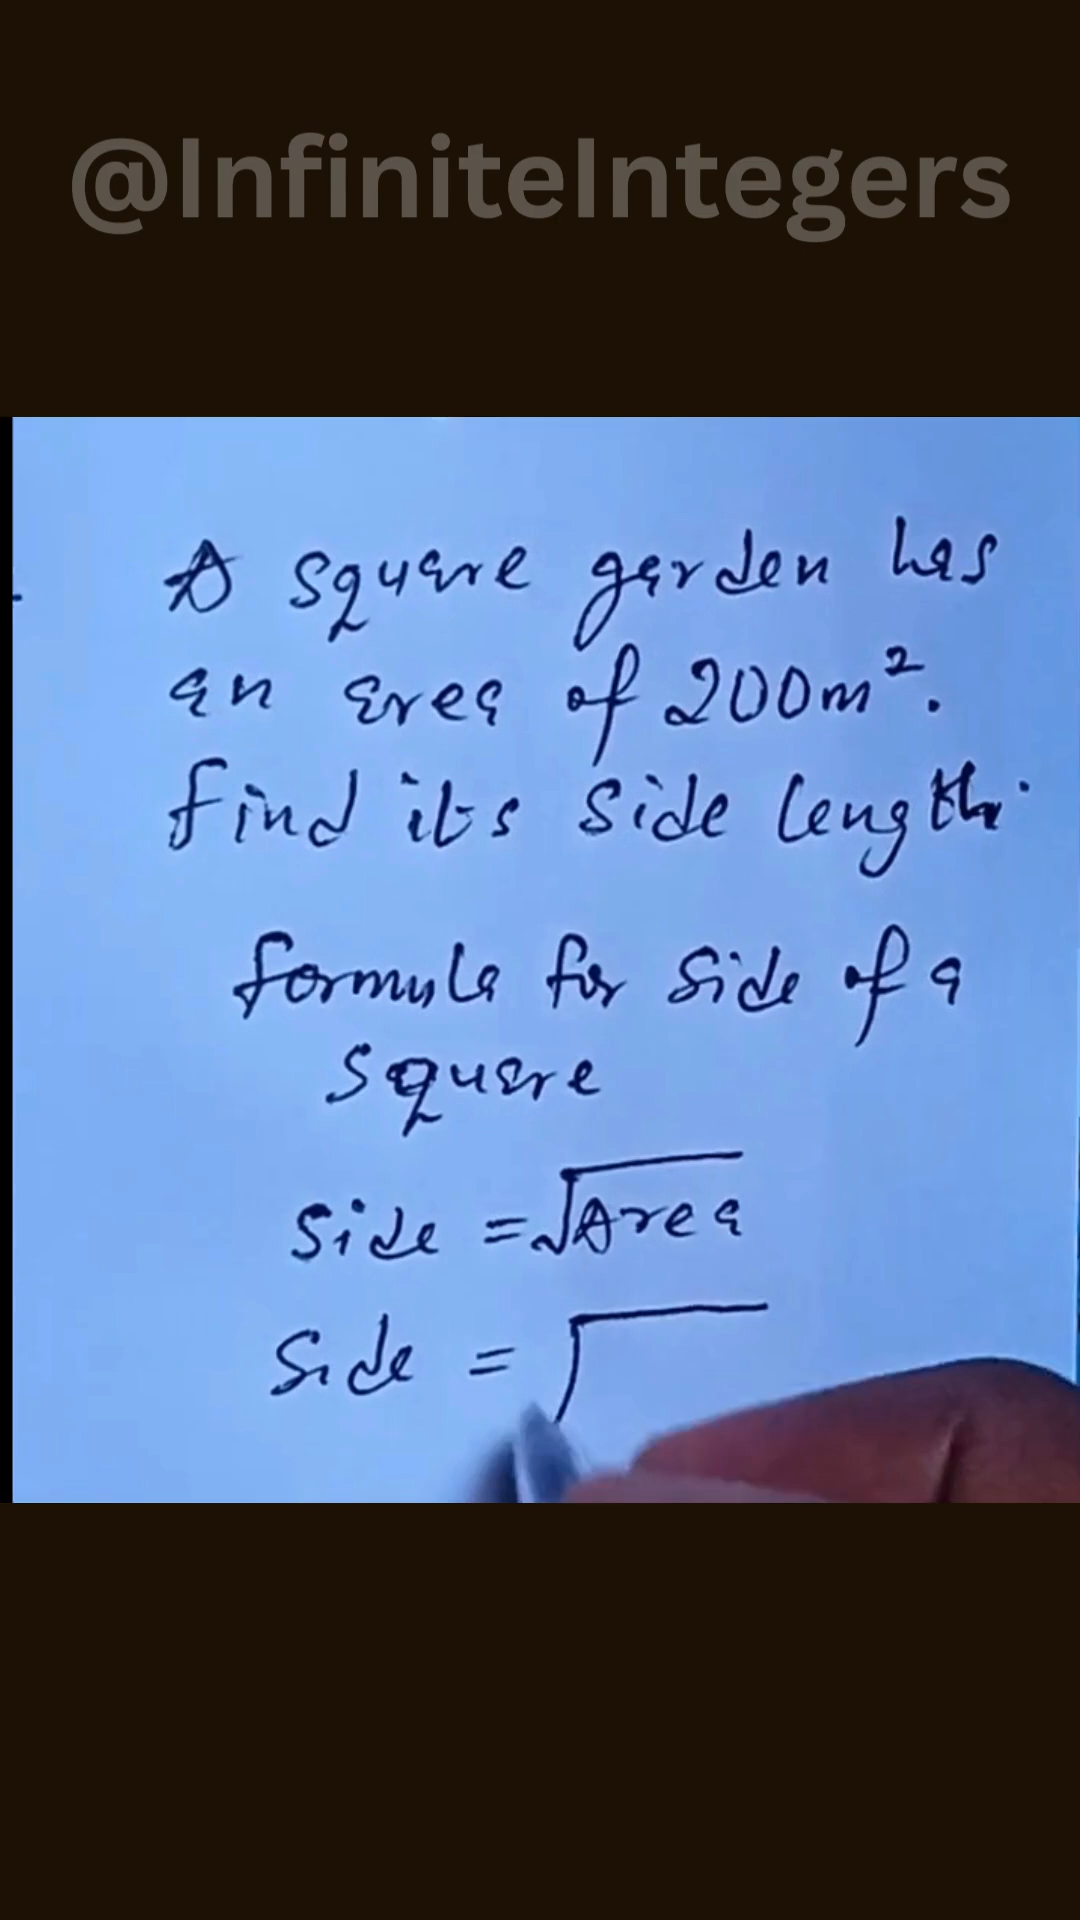 @InfiniteIntegers
A square garden has
an area of 200m².
find its side length.
formula for side of a
square
side = √Area
Side = √